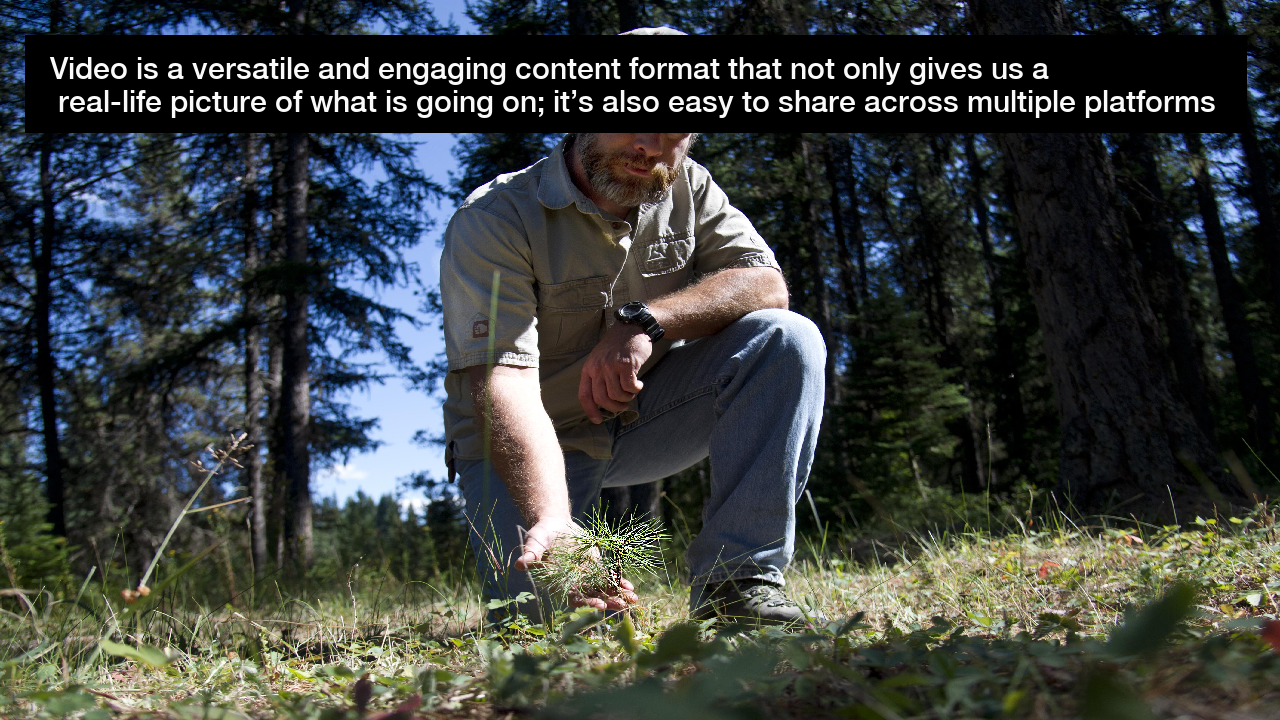 Video is a versatile and engaging content format that not only gives us a
real-life picture of what is going on; it’s also easy to share across multiple platforms